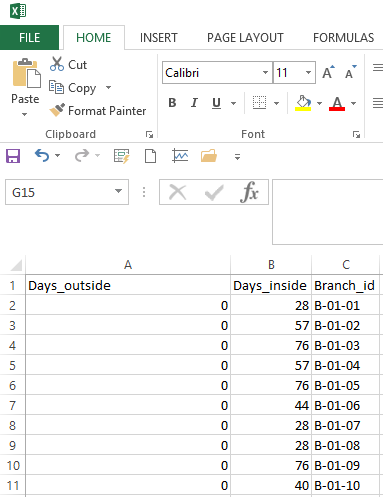 FILE HOME INSERT PAGE LAYOUT FORMULAS
Cut
Copy
Format Painter
Paste
Clipboard
Calibri 11 A A
B I U A
Font
G15 fx
A B C
1 Days_outside Days_inside Branch_id
2 0 28 B-01-01
3 0 57 B-01-02
4 0 76 B-01-03
5 0 57 B-01-04
6 0 76 B-01-05
7 0 44 B-01-06
8 0 28 B-01-07
9 0 28 B-01-08
10 0 76 B-01-09
11 0 40 B-01-10